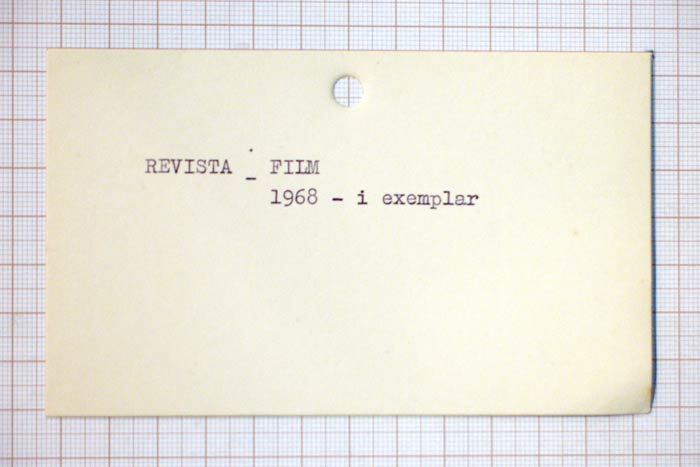 REVISTA _ FILM
1968 - i exemplar